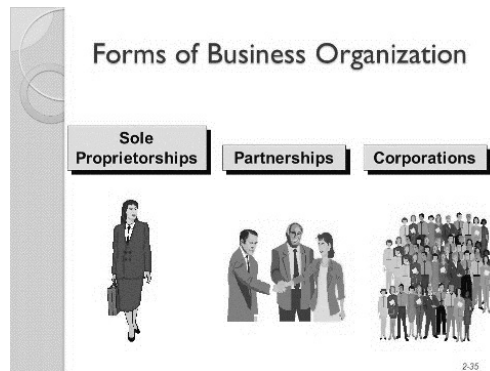 Forms of Business Organization
Sole
Proprietorships
Partnerships
Corporations
2-35